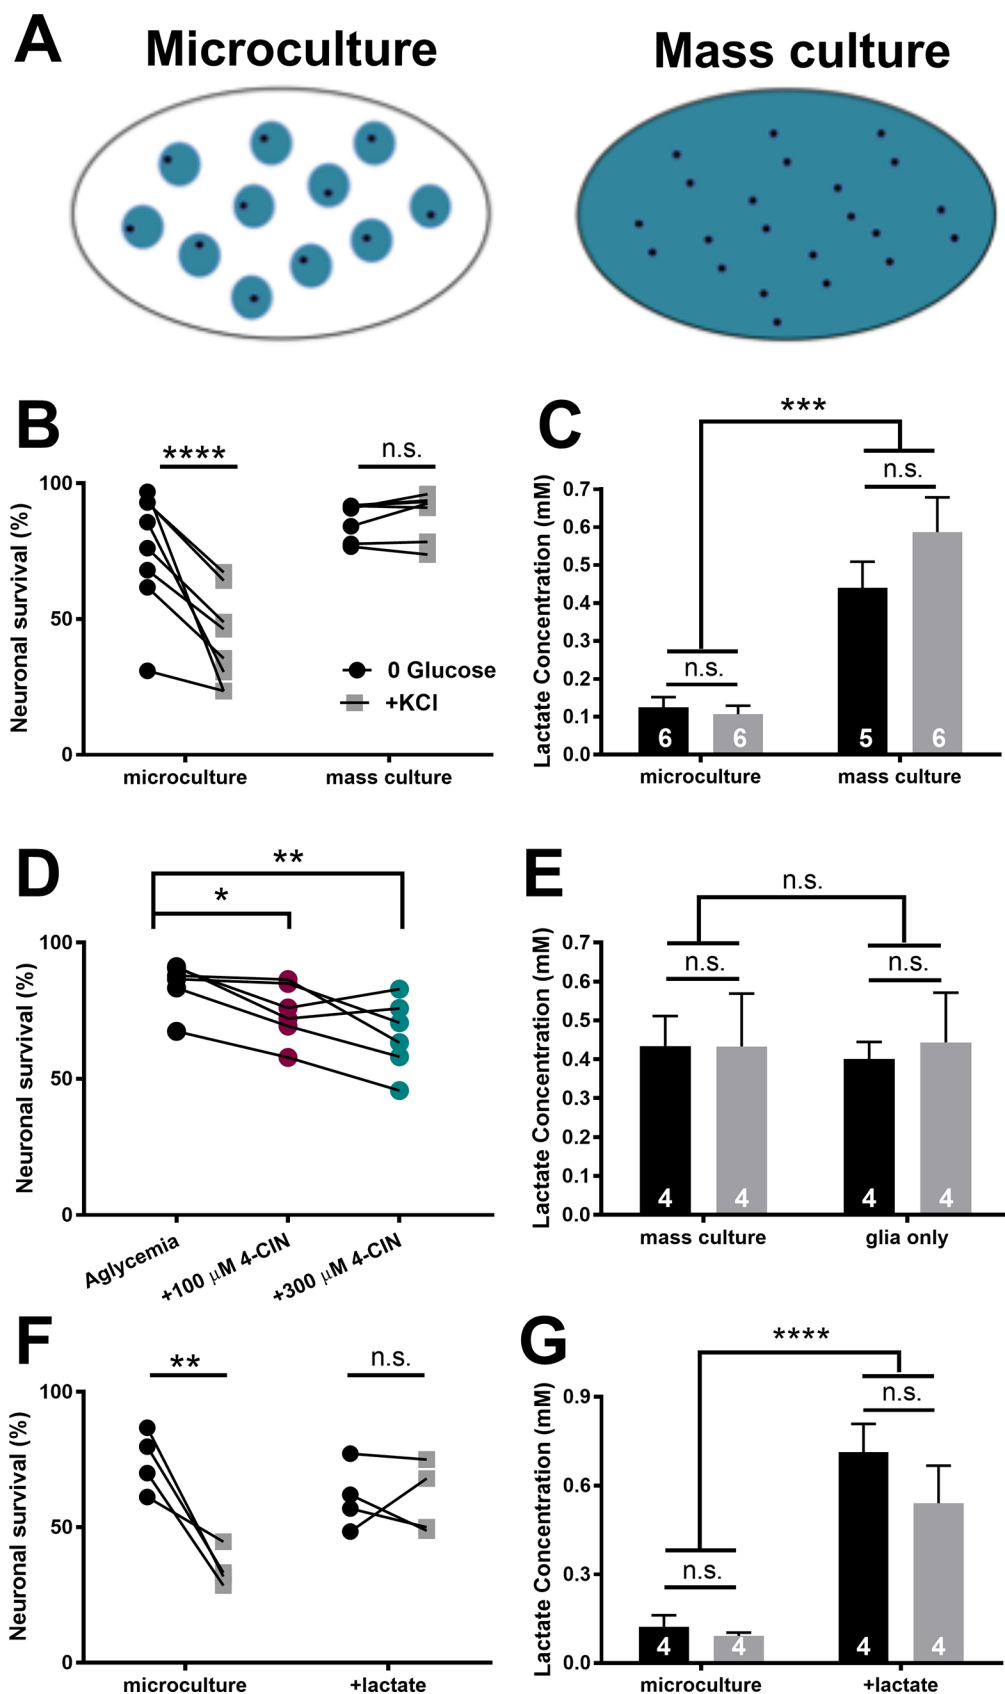 A
Microculture
Mass culture
B
****
n.s.
Neuronal survival (%)
100
50
0
0 Glucose
+KCl
microculture
mass culture
C
***
n.s.
n.s.
Lactate Concentration (mM)
0.7
0.6
0.5
0.4
0.3
0.2
0.1
0.0
6
6
5
6
microculture
mass culture
D
**
*
Neuronal survival (%)
100
50
0
Aglycemia
+100 μM 4-CIN
+300 μM 4-CIN
E
n.s.
n.s.
n.s.
Lactate Concentration (mM)
0.7
0.6
0.5
0.4
0.3
0.2
0.1
0.0
4
4
4
4
mass culture
glia only
F
**
n.s.
Neuronal survival (%)
100
50
0
microculture
+lactate
G
****
n.s.
n.s.
Lactate Concentration (mM)
0.9
0.6
0.3
0.0
4
4
4
4
microculture
+lactate